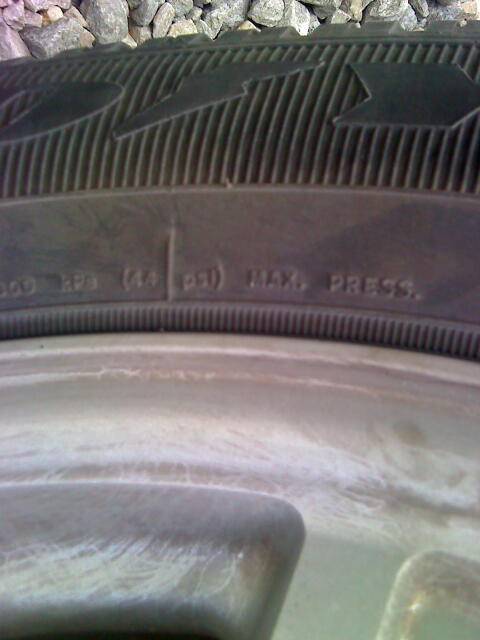 kPa (44 psi) MAX. PRESS.